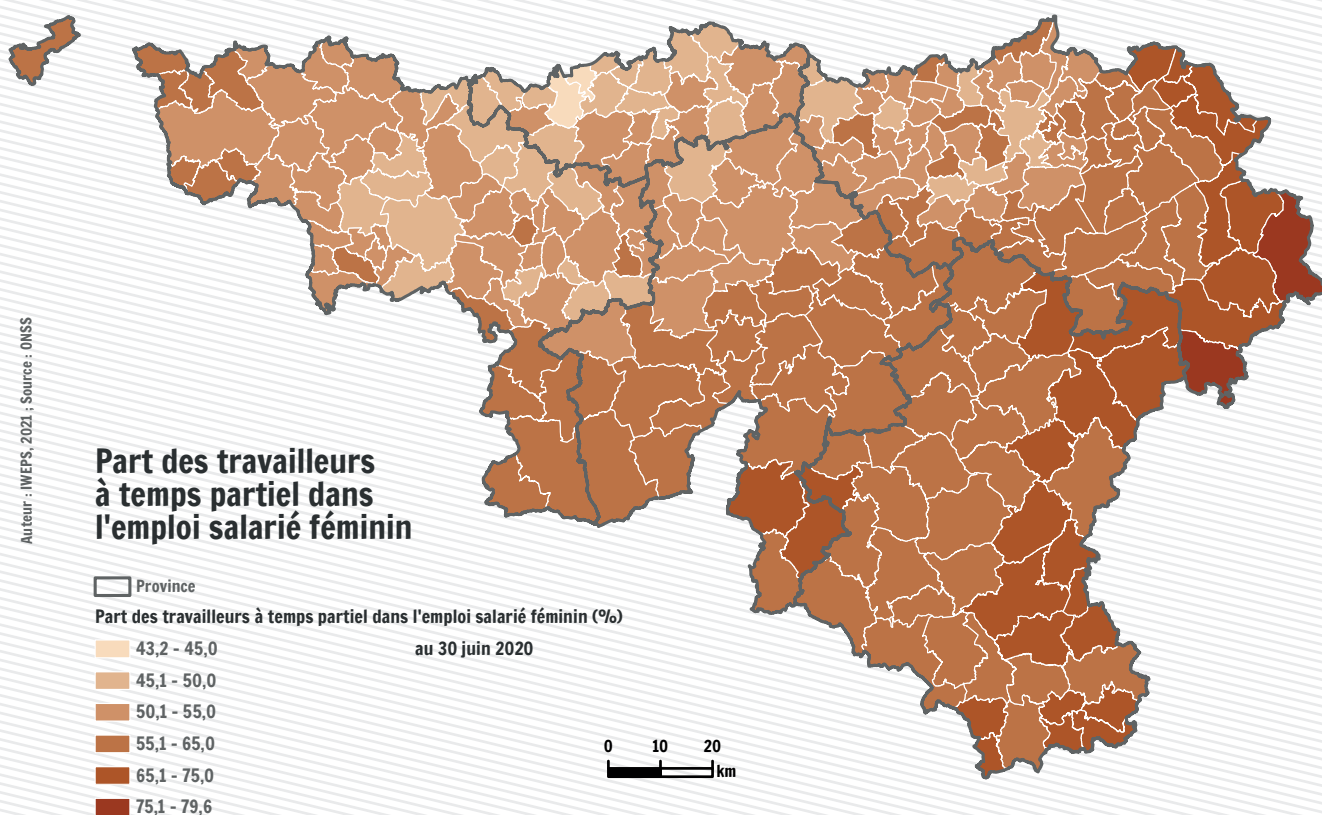 Auteur : IWEPS, 2021 ; Source : ONSS
Part des travailleurs
à temps partiel dans
l'emploi salarié féminin
Province
Part des travailleurs à temps partiel dans l'emploi salarié féminin (%)
au 30 juin 2020
43,2 - 45,0
45,1 - 50,0
50,1 - 55,0
55,1 - 65,0
65,1 - 75,0
75,1 - 79,6
0 10 20
km